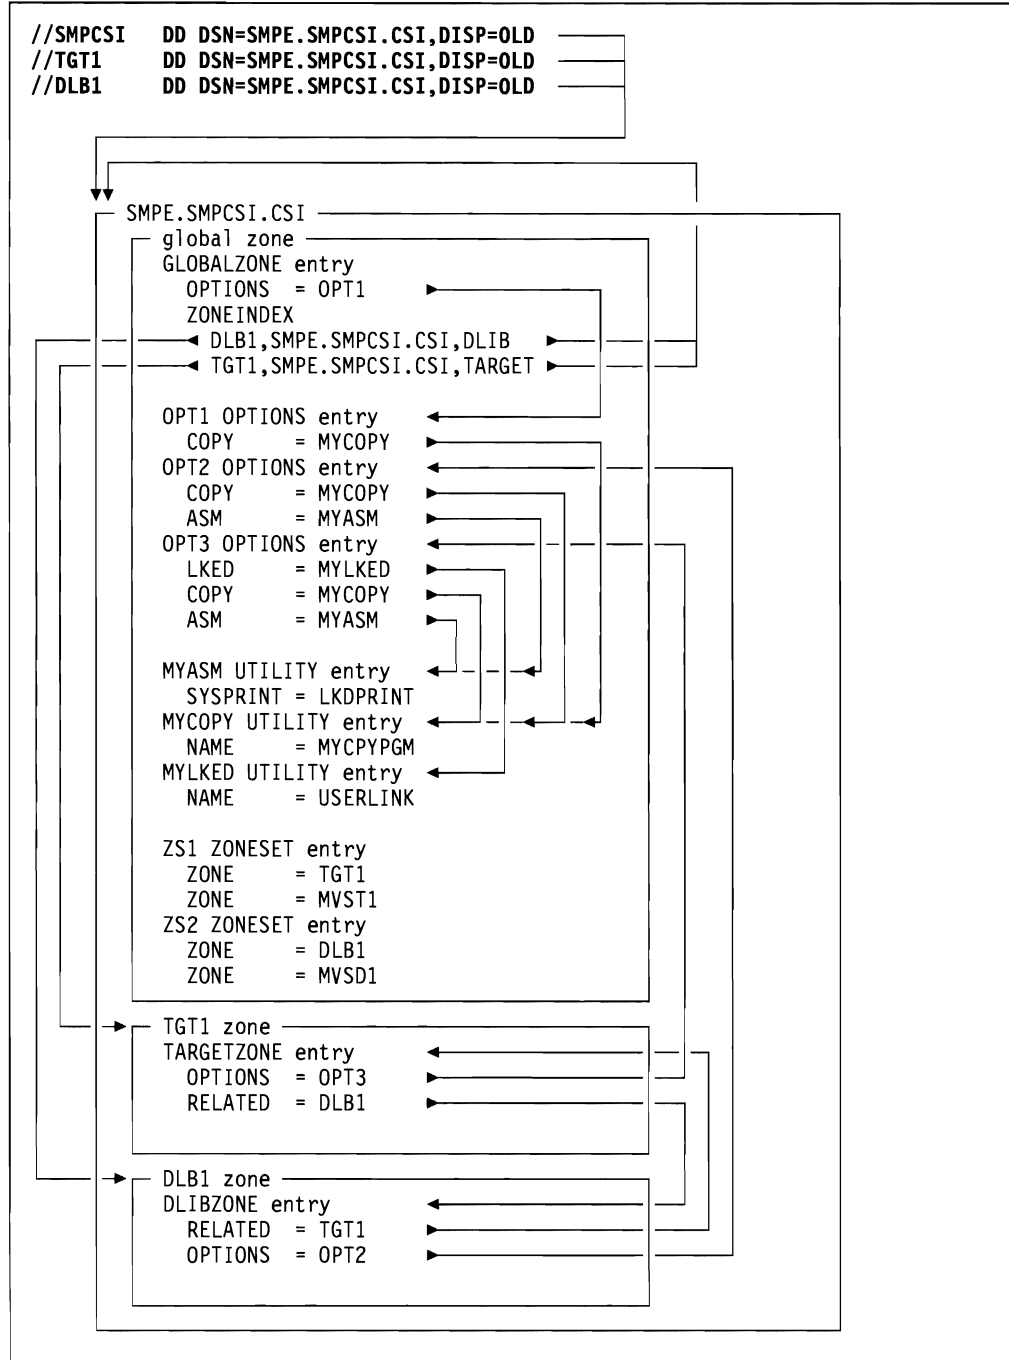 //SMPCSI DD DSN=SMPE.SMPCSI.CSI,DISP=OLD
//TGT1 DD DSN=SMPE.SMPCSI.CSI,DISP=OLD
//DLB1 DD DSN=SMPE.SMPCSI.CSI,DISP=OLD
SMPE.SMPCSI.CSI
global zone
GLOBALZONE entry
OPTIONS = OPT1
ZONEINDEX
DLB1,SMPE.SMPCSI.CSI,DLIB
TGT1,SMPE.SMPCSI.CSI,TARGET
OPT1 OPTIONS entry
COPY = MYCOPY
OPT2 OPTIONS entry
COPY = MYCOPY
ASM = MYASM
OPT3 OPTIONS entry
LKED = MYLKED
COPY = MYCOPY
ASM = MYASM
MYASM UTILITY entry
SYSPRINT = LKDPRINT
MYCOPY UTILITY entry
NAME = MYCPYPGM
MYLKED UTILITY entry
NAME = USERLINK
ZS1 ZONESET entry
ZONE = TGT1
ZONE = MVST1
ZS2 ZONESET entry
ZONE = DLB1
ZONE = MVSD1
TGT1 zone
TARGETZONE entry
OPTIONS = OPT3
RELATED = DLB1
DLB1 zone
DLIBZONE entry
RELATED = TGT1
OPTIONS = OPT2